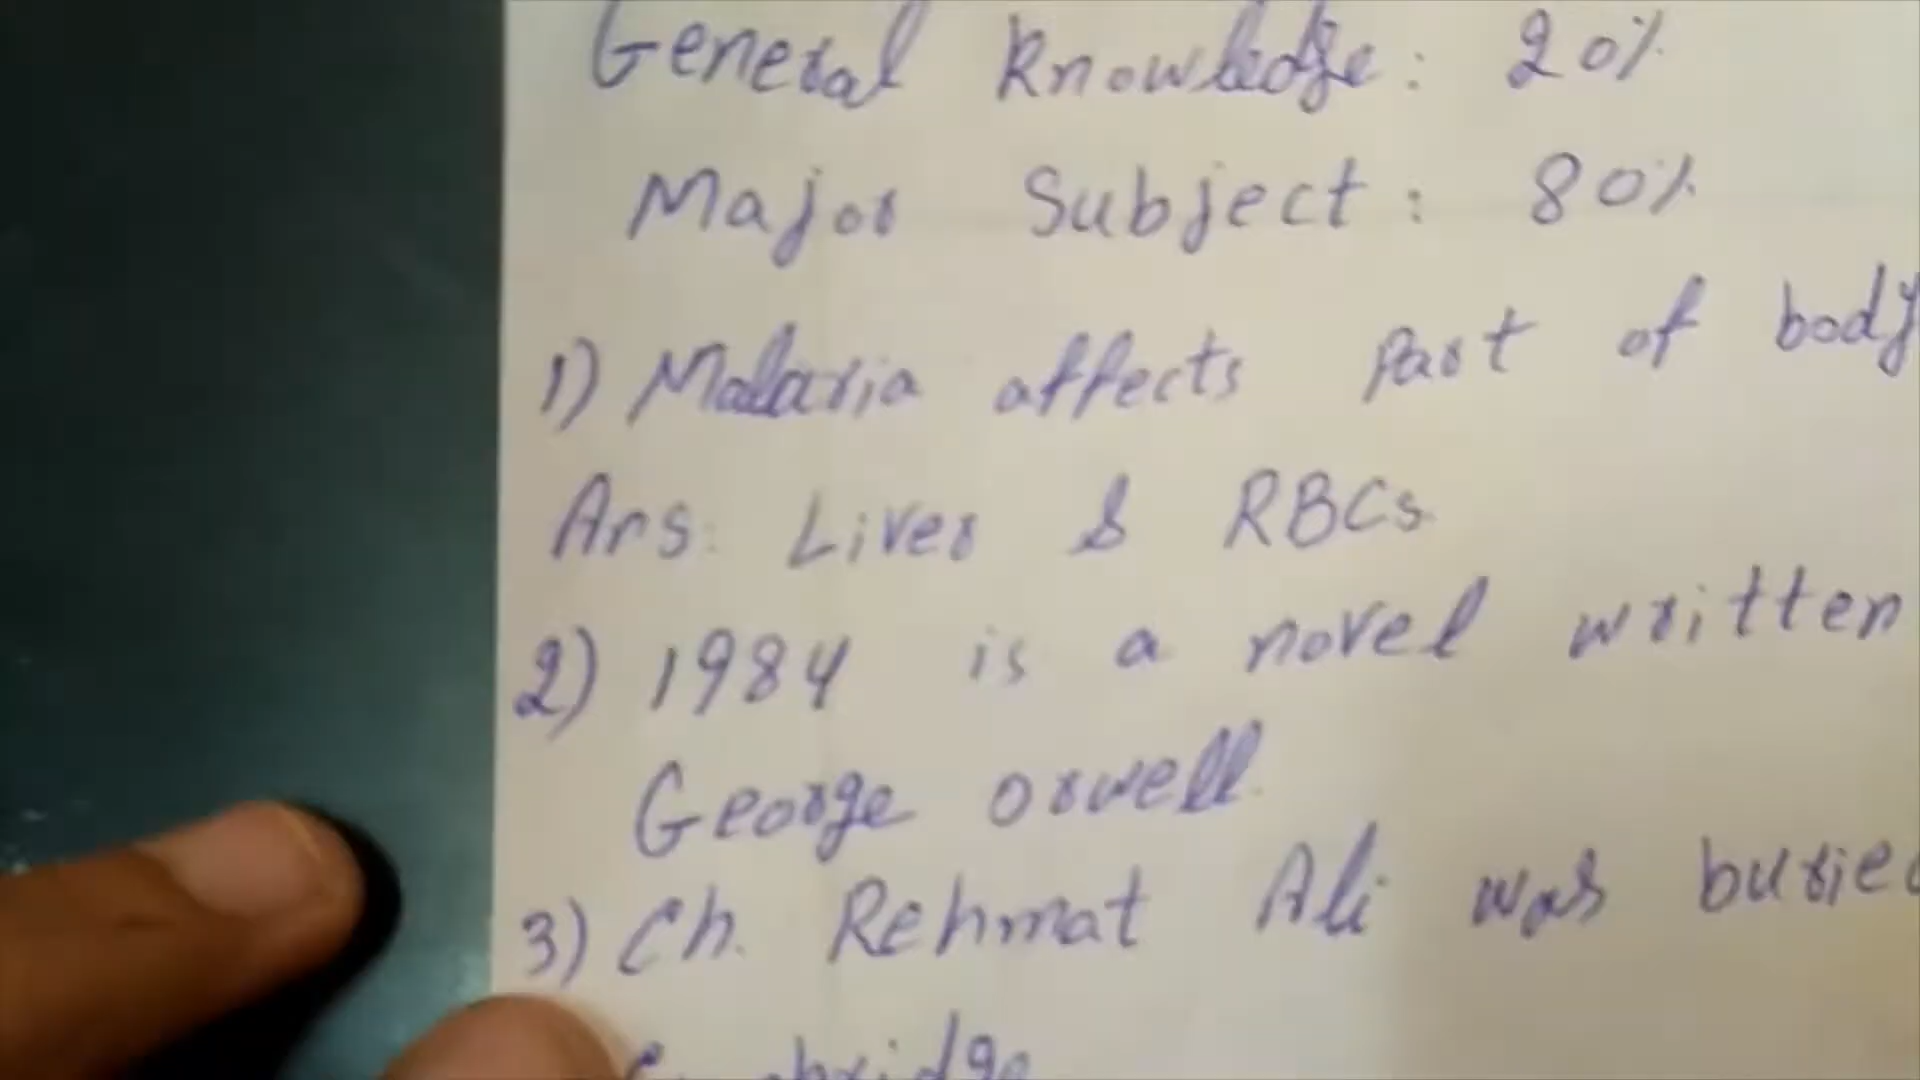 General Knowledge: 20%
Major Subject: 80%
1) Malaria affects part of body
Ans: Liver & RBCs
2) 1984 is a novel written
George orwell.
3) Ch. Rehmat Ali was buried